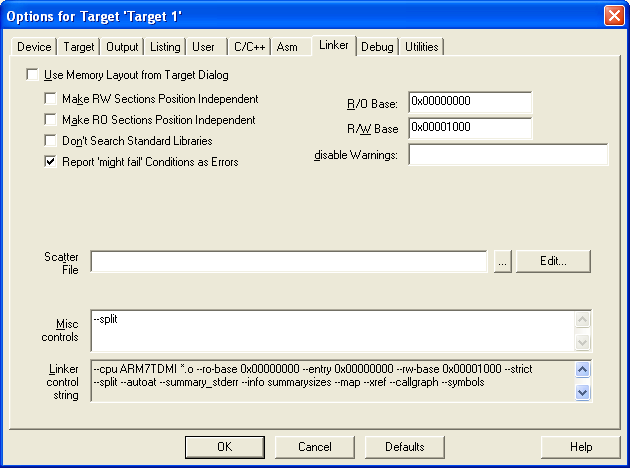 Options for Target 'Target 1'
Device Target Output Listing User C/C++ Asm Linker Debug Utilities
Use Memory Layout from Target Dialog
Make RW Sections Position Independent
Make RO Sections Position Independent
Don't Search Standard Libraries
Report 'might fail' Conditions as Errors
R/O Base: 0x00000000
R/W Base 0x00001000
disable Warnings:
Scatter
File
... Edit...
Misc
controls
--split
Linker
control
string
--cpu ARM7TDMI *.o --ro-base 0x00000000 --entry 0x00000000 --rw-base 0x00001000 --strict
--split --autoat --summary_stderr --info summarysizes --map --xref --callgraph --symbols
OK Cancel Defaults Help